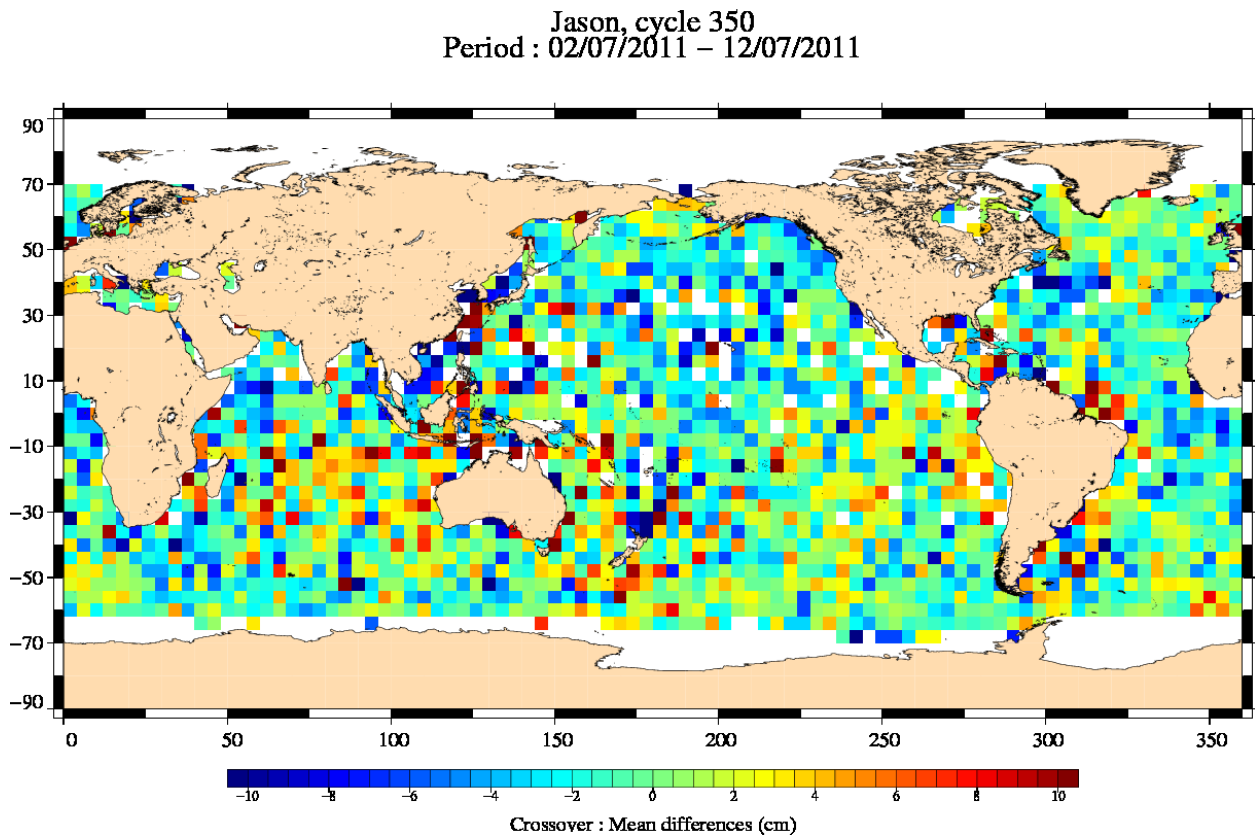 Jason, cycle 350
Period : 02/07/2011 – 12/07/2011
90
70
50
30
10
−10
−30
−50
−70
−90
0 50 100 150 200 250 300 350
−10 −8 −6 −4 −2 0 2 4 6 8 10
Crossover : Mean differences (cm)